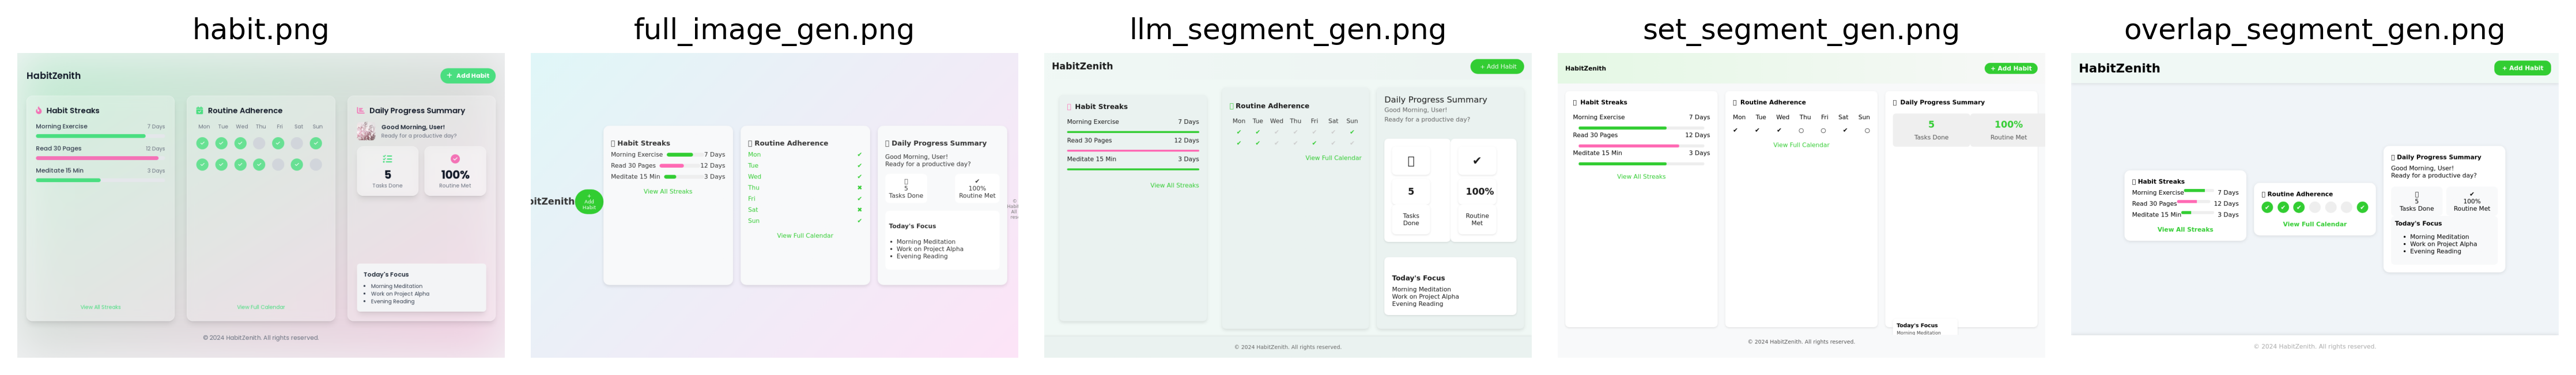 habit.png
HabitZenith
+ Add Habit
Habit Streaks
Morning Exercise 7 Days
Read 30 Pages 12 Days
Meditate 15 Min 3 Days
View All Streaks
Routine Adherence
Mon Tue Wed Thu Fri Sat Sun
View Full Calendar
Daily Progress Summary
Good Morning, User!
Ready for a productive day?
5 100%
Tasks Done Routine Met
Today's Focus
• Morning Meditation
• Work on Project Alpha
• Evening Reading
© 2024 HabitZenith. All rights reserved.
full_image_gen.png
bitZenith
+
Add
Habit
Habit Streaks
Morning Exercise 7 Days
Read 30 Pages 12 Days
Meditate 15 Min 3 Days
View All Streaks
Routine Adherence
Mon ✔
Tue ✔
Wed ✔
Thu ✖
Fri ✔
Sat ✖
Sun ✔
View Full Calendar
Daily Progress Summary
Good Morning, User!
Ready for a productive day?
5 ✔
Tasks Done 100%
Routine Met
Today's Focus
• Morning Meditation
• Work on Project Alpha
• Evening Reading
llm_segment_gen.png
HabitZenith
+ Add Habit
Habit Streaks
Morning Exercise 7 Days
Read 30 Pages 12 Days
Meditate 15 Min 3 Days
View All Streaks
Routine Adherence
Mon Tue Wed Thu Fri Sat Sun
✔ ✔ ✔ ✔ ✔ ✔ ✔
✔ ✔ ✔ ✔ ✔ ✔ ✔
View Full Calendar
Daily Progress Summary
Good Morning, User!
Ready for a productive day?
✔
5 100%
Tasks Routine
Done Met
Today's Focus
Morning Meditation
Work on Project Alpha
Evening Reading
© 2024 HabitZenith. All rights reserved.
set_segment_gen.png
HabitZenith
+ Add Habit
Habit Streaks
Morning Exercise 7 Days
Read 30 Pages 12 Days
Meditate 15 Min 3 Days
View All Streaks
Routine Adherence
Mon Tue Wed Thu Fri Sat Sun
✔ ✔ ✔ ○ ○ ✔ ○
View Full Calendar
Daily Progress Summary
5 100%
Tasks Done Routine Met
Today's Focus
Morning Meditation
© 2024 HabitZenith. All rights reserved.
overlap_segment_gen.png
HabitZenith
+ Add Habit
Habit Streaks
Morning Exercise 7 Days
Read 30 Pages 12 Days
Meditate 15 Min 3 Days
View All Streaks
Routine Adherence
View Full Calendar
Daily Progress Summary
Good Morning, User!
Ready for a productive day?
5 ✔
Tasks Done 100%
Routine Met
Today's Focus
• Morning Meditation
• Work on Project Alpha
• Evening Reading
© 2024 HabitZenith. All rights reserved.